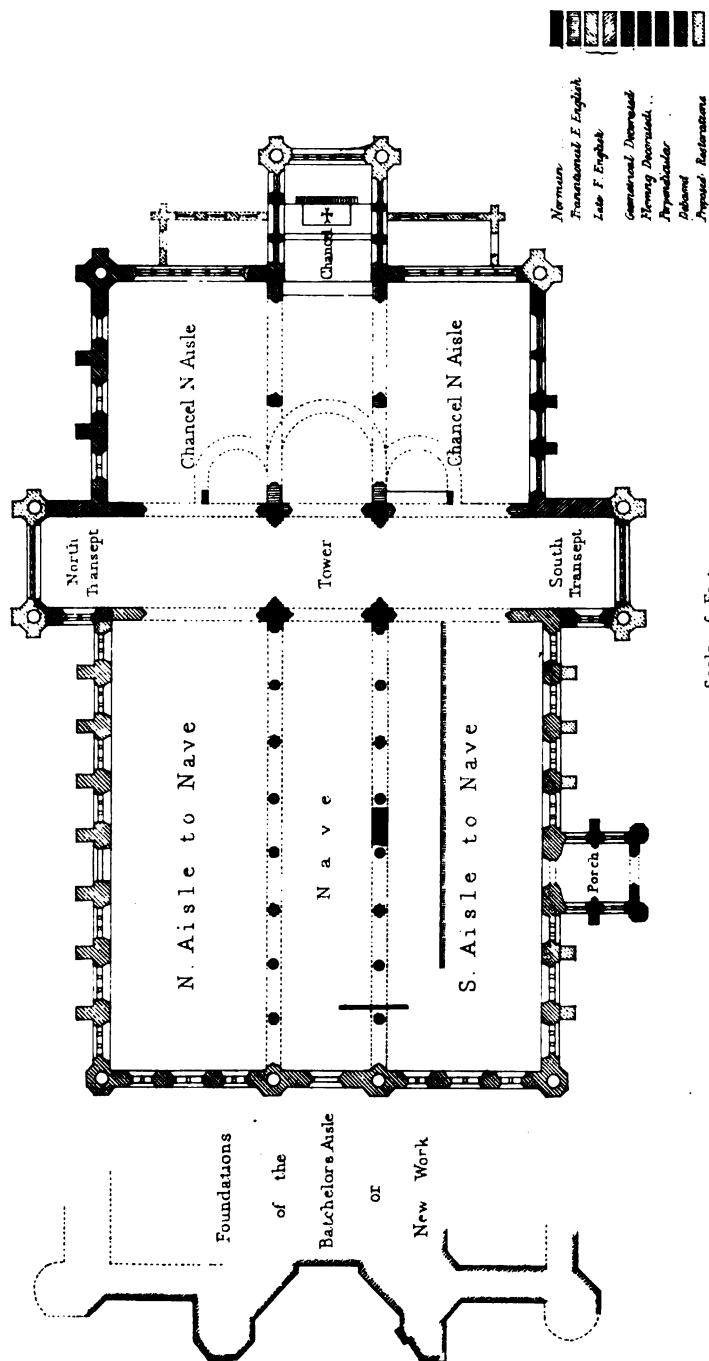 Norman
Transitional E English
Late E. English
Geometrical Decorated
Flowing Decorated
Perpendicular
Debased
Proposed Restorations
Chancel
Chancel N Aisle
Chancel N Aisle
North
Transept
Tower
South
Transept
N. Aisle to Nave
Nave
S. Aisle to Nave
Porch
Foundations
of the
Batchelors Aisle
or
New Work